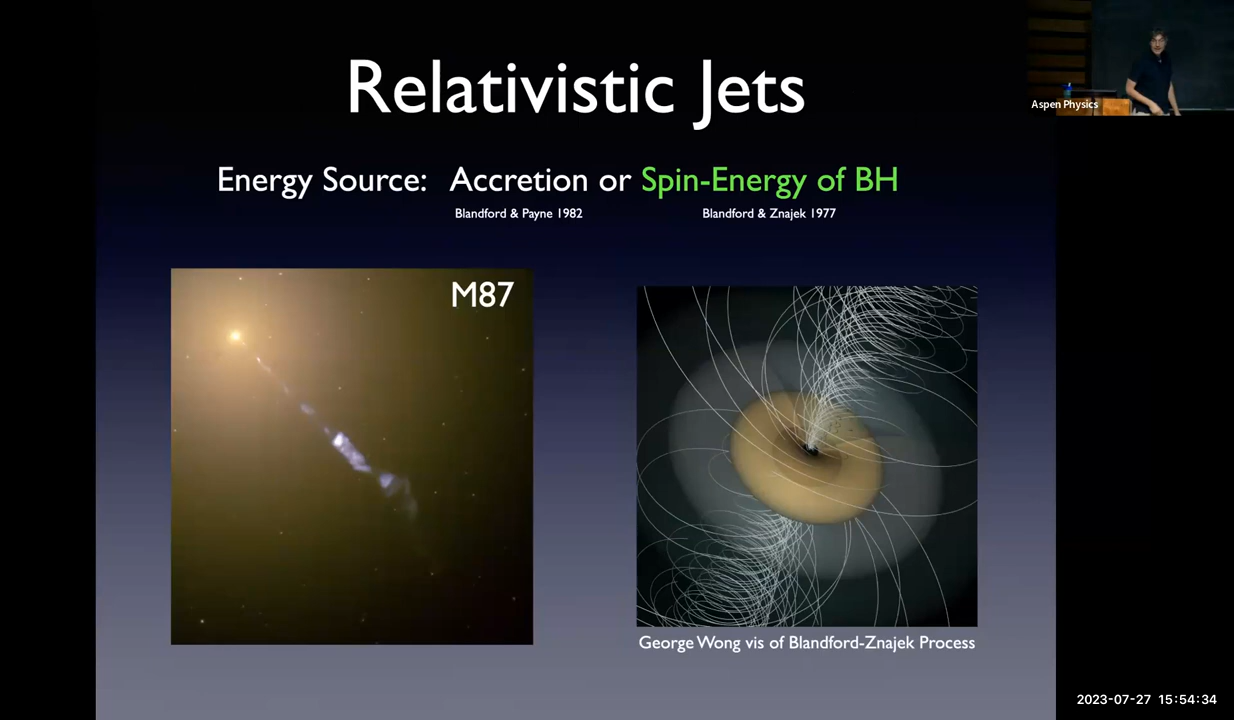 Relativistic Jets
Aspen Physics
Energy Source: Accretion or Spin-Energy of BH
Blandford & Payne 1982 Blandford & Znajek 1977
M87
George Wong vis of Blandford-Znajek Process
2023-07-27 15:54:34